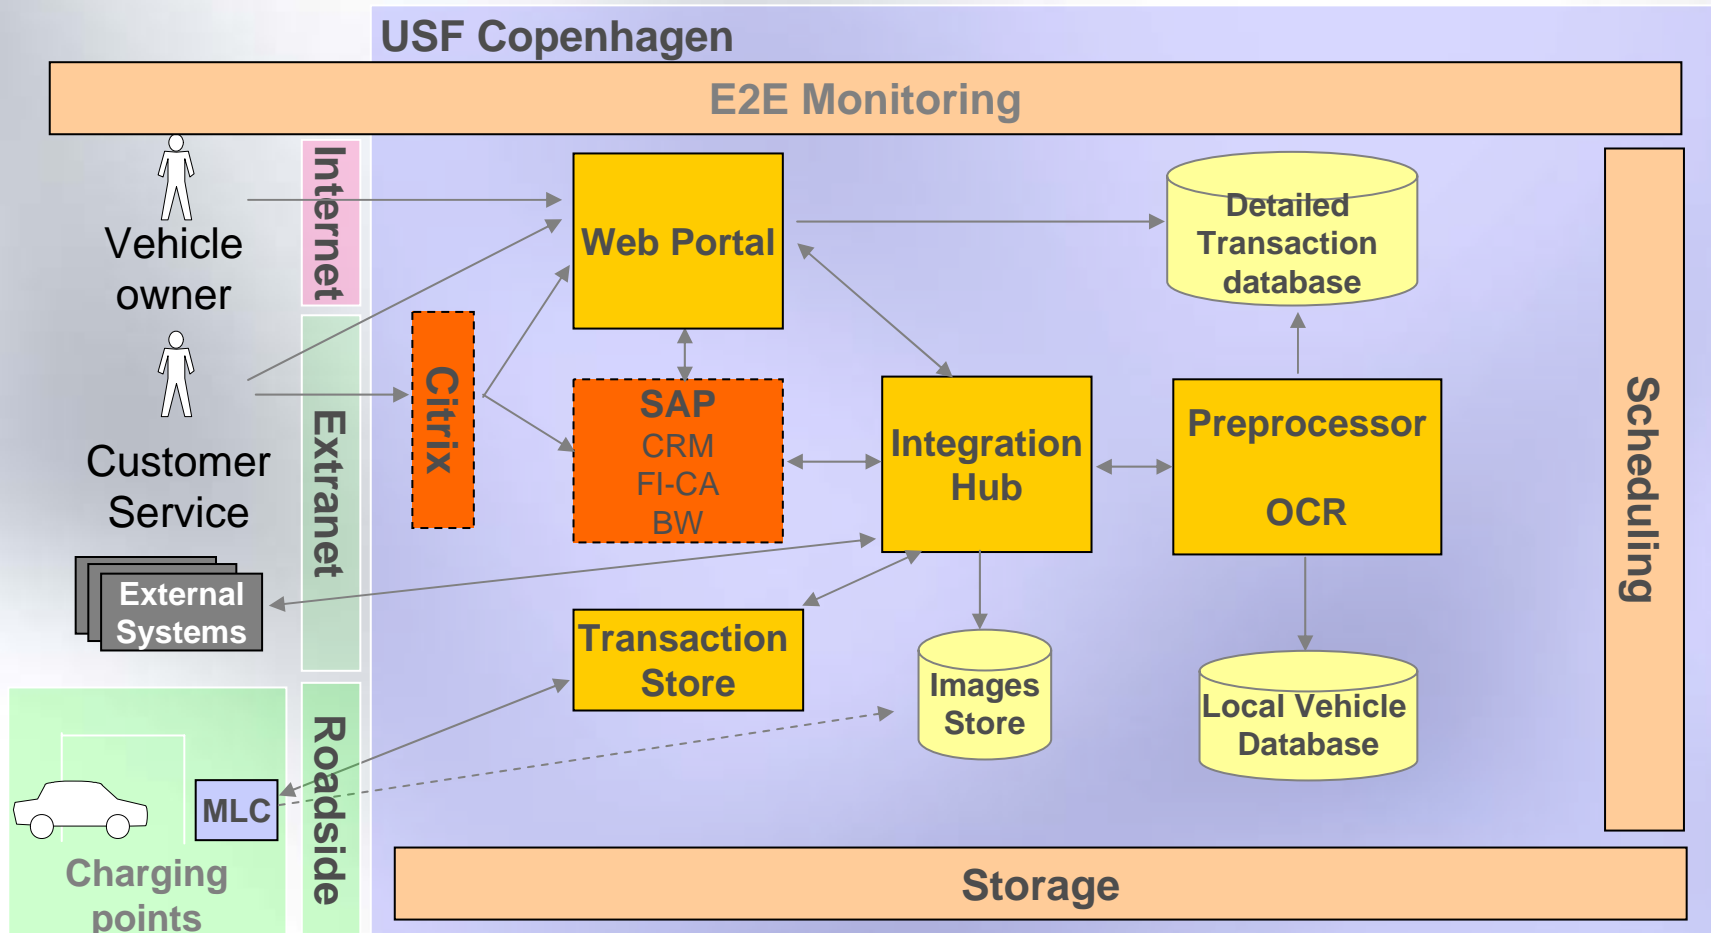 USF Copenhagen
E2E Monitoring
Vehicle
owner
Customer
Service
External
Systems
Internet
Extranet
Roadside
MLC
Charging
points
Citrix
Web Portal
SAP
CRM
FI-CA
BW
Transaction
Store
Integration
Hub
Images
Store
Detailed
Transaction
database
Preprocessor
OCR
Local Vehicle
Database
Scheduling
Storage